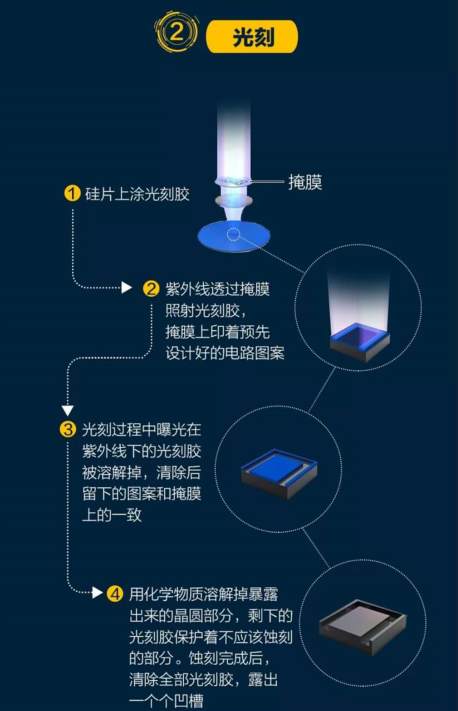 2 光刻
掩膜
1 硅片上涂光刻胶
2 紫外线透过掩膜
照射光刻胶，
掩膜上印着预先
设计好的电路图案
3 光刻过程中曝光在
紫外线下的光刻胶
被溶解掉，清除后
留下的图案和掩膜
上的一致
4 用化学物质溶解掉暴露
出来的晶圆部分，剩下的
光刻胶保护着不应该蚀刻
的部分。蚀刻完成后，
清除全部光刻胶，露出
一个个凹槽